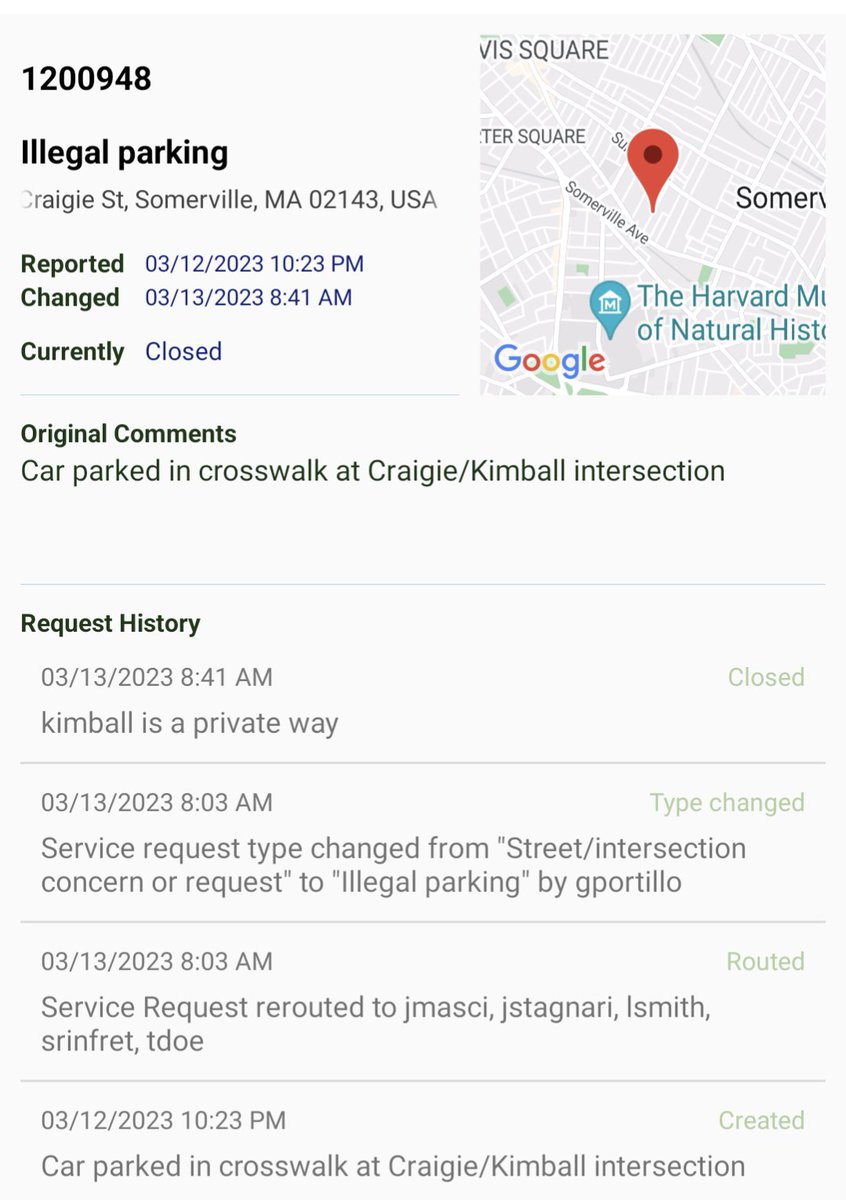 1200948
Illegal parking
Craigie St, Somerville, MA 02143, USA
Reported 03/12/2023 10:23 PM
Changed 03/13/2023 8:41 AM
Currently Closed
VIS SQUARE
TER SQUARE
Su
Somerville Ave
Somerv
The Harvard Mu
of Natural Histo
Google
Original Comments
Car parked in crosswalk at Craigie/Kimball intersection
Request History
03/13/2023 8:41 AM Closed
kimball is a private way
03/13/2023 8:03 AM Type changed
Service request type changed from "Street/intersection
concern or request" to "Illegal parking" by gportillo
03/13/2023 8:03 AM Routed
Service Request rerouted to jmasci, jstagnari, lsmith,
srinfret, tdoe
03/12/2023 10:23 PM Created
Car parked in crosswalk at Craigie/Kimball intersection